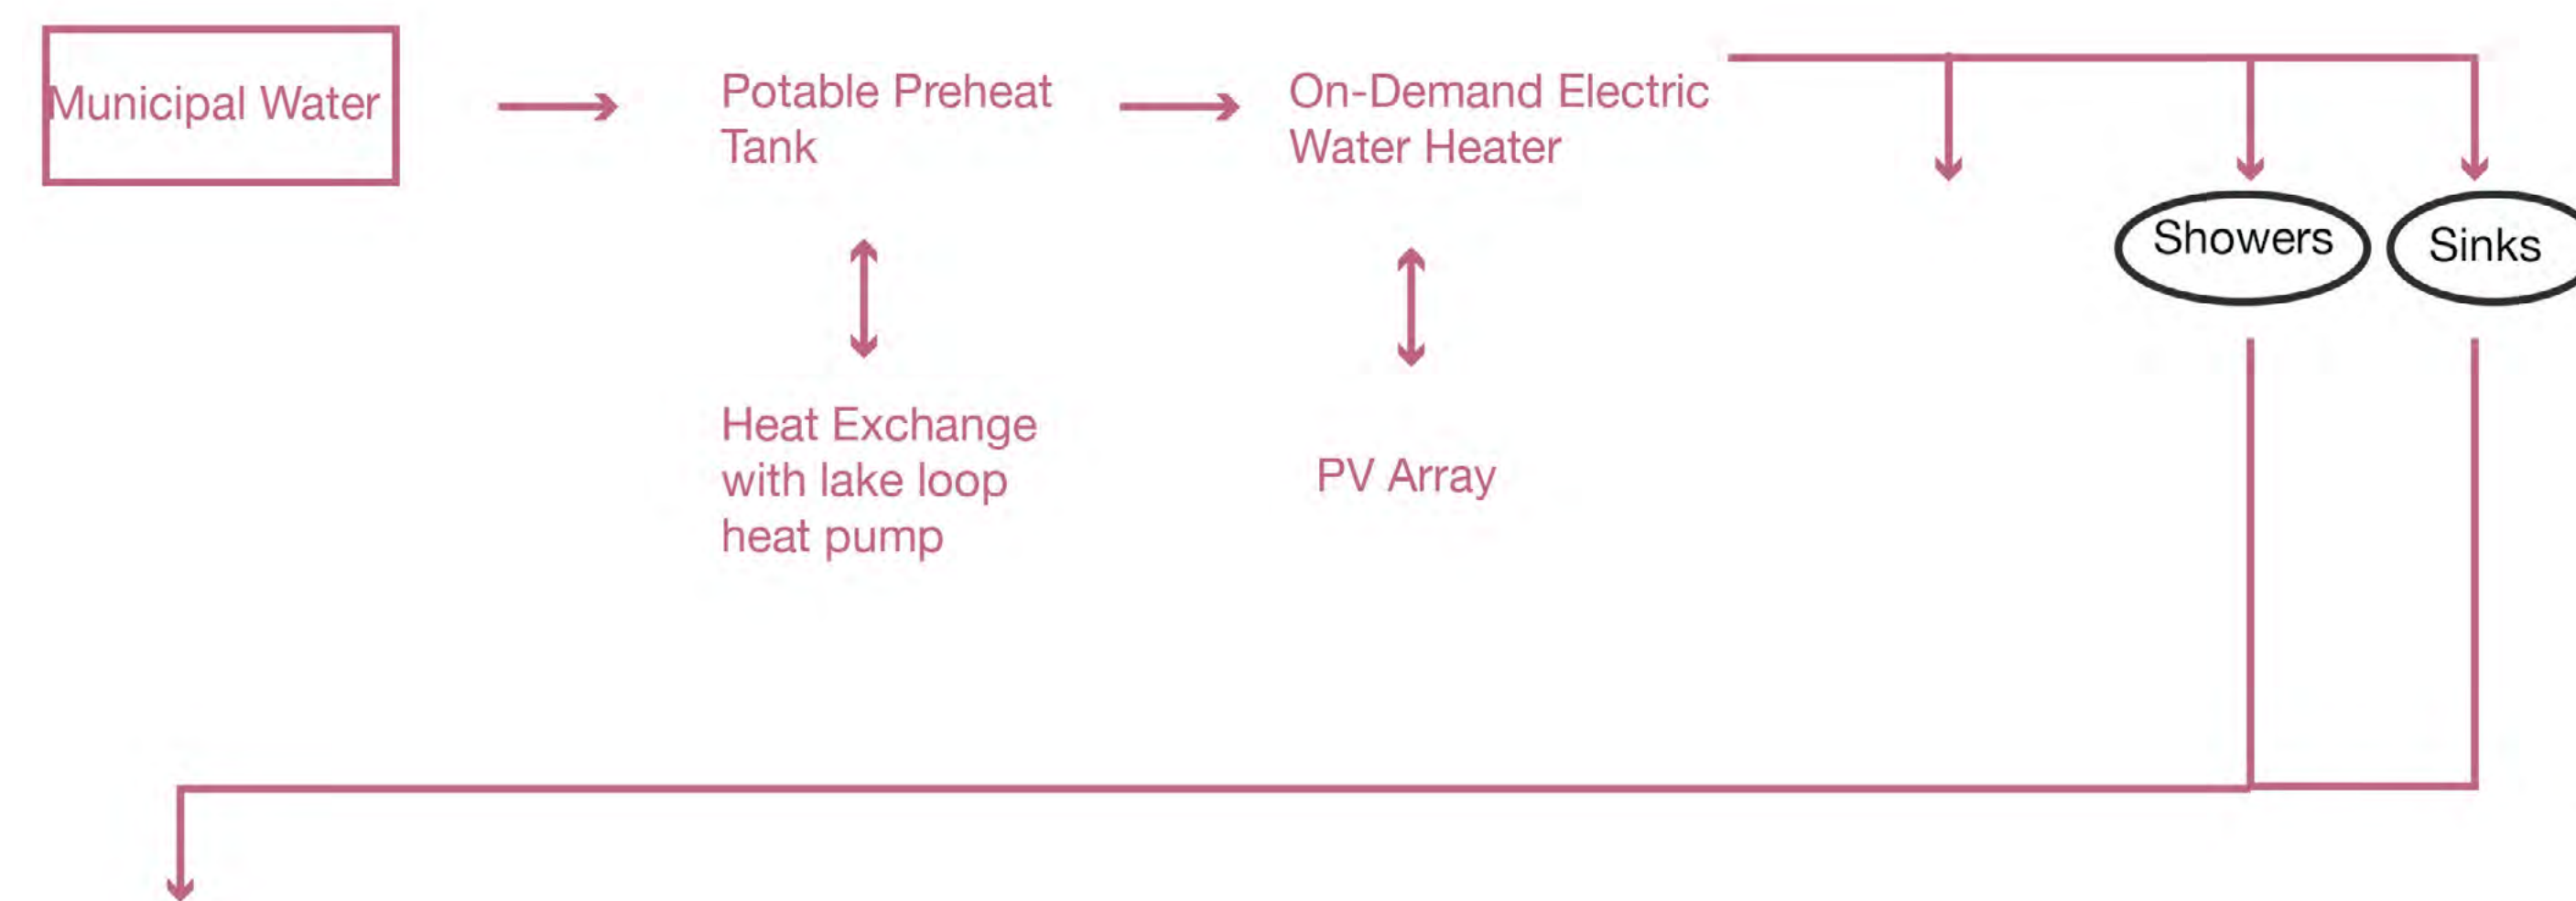 Municipal Water
Potable Preheat
Tank
On-Demand Electric
Water Heater
Showers
Sinks
Heat Exchange
with lake loop
heat pump
PV Array